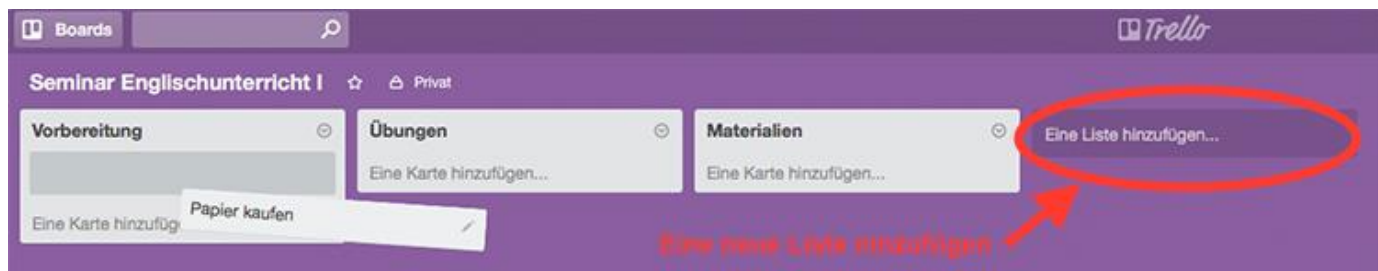 Boards
Trello
Seminar Englischunterricht I
Privat
Vorbereitung
Eine Karte hinzufüg
Papier kaufen
Übungen
Eine Karte hinzufügen...
Materialien
Eine Karte hinzufügen...
Eine Liste hinzufügen...
Eine neue Liste